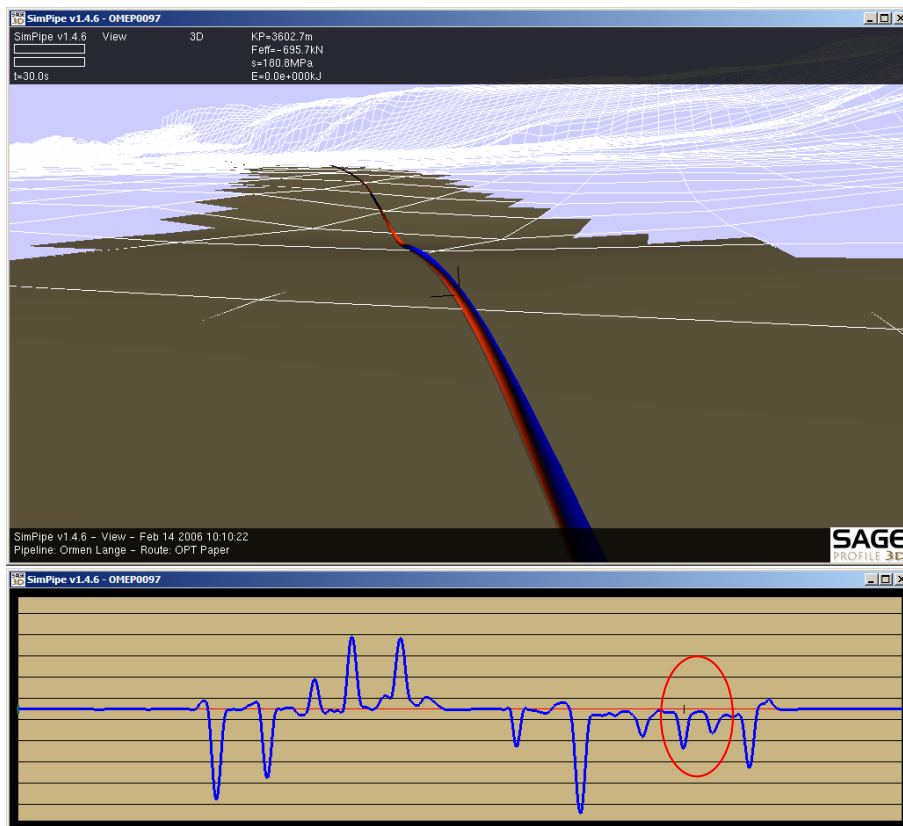 SimPipe v1.4.6 - OMEP0097
SimPipe v1.4.6 View 3D KP=3602.7m
Feff=-695.7kN
s=180.8MPa
t=30.0s E=0.0e+000kJ
SimPipe v1.4.6 - View - Feb 14 2006 10:10:22
Pipeline: Ormen Lange - Route: OPT Paper
SAGE
PROFILE 3D
SimPipe v1.4.6 - OMEP0097